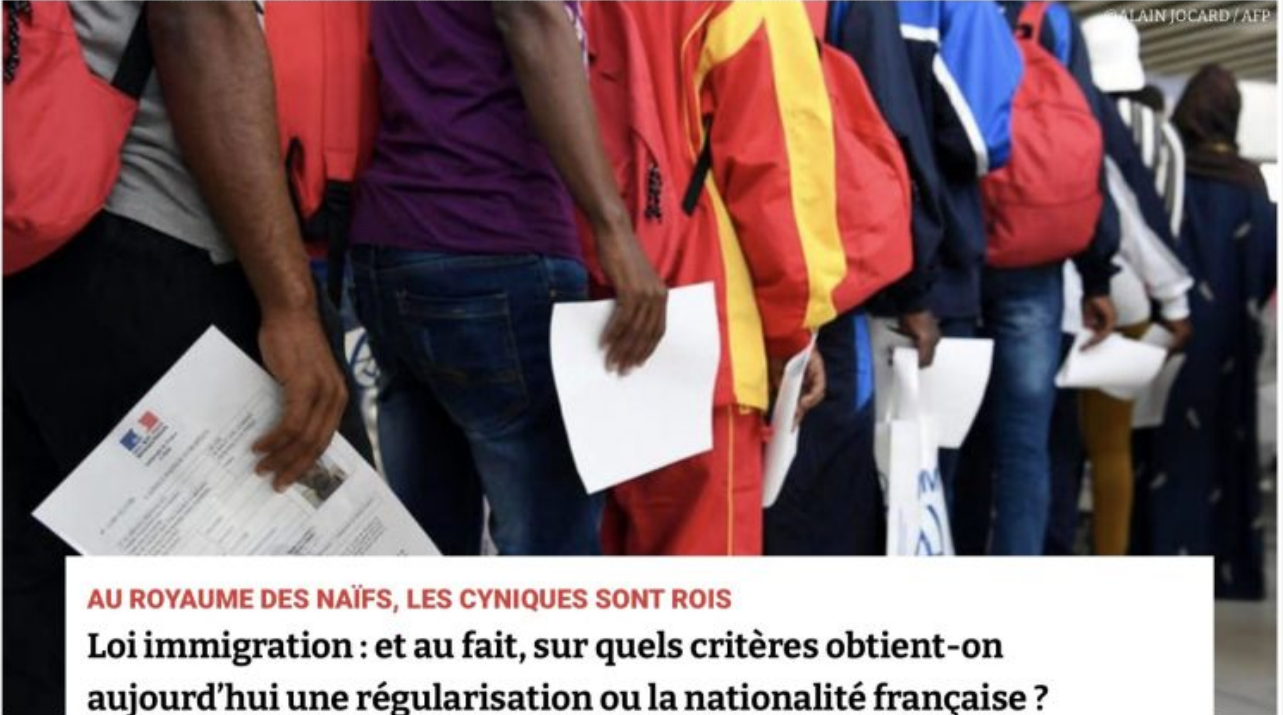 ©ALAIN JOCARD / AFP
AU ROYAUME DES NAÏFS, LES CYNIQUES SONT ROIS
Loi immigration : et au fait, sur quels critères obtient-on
aujourd'hui une régularisation ou la nationalité française ?